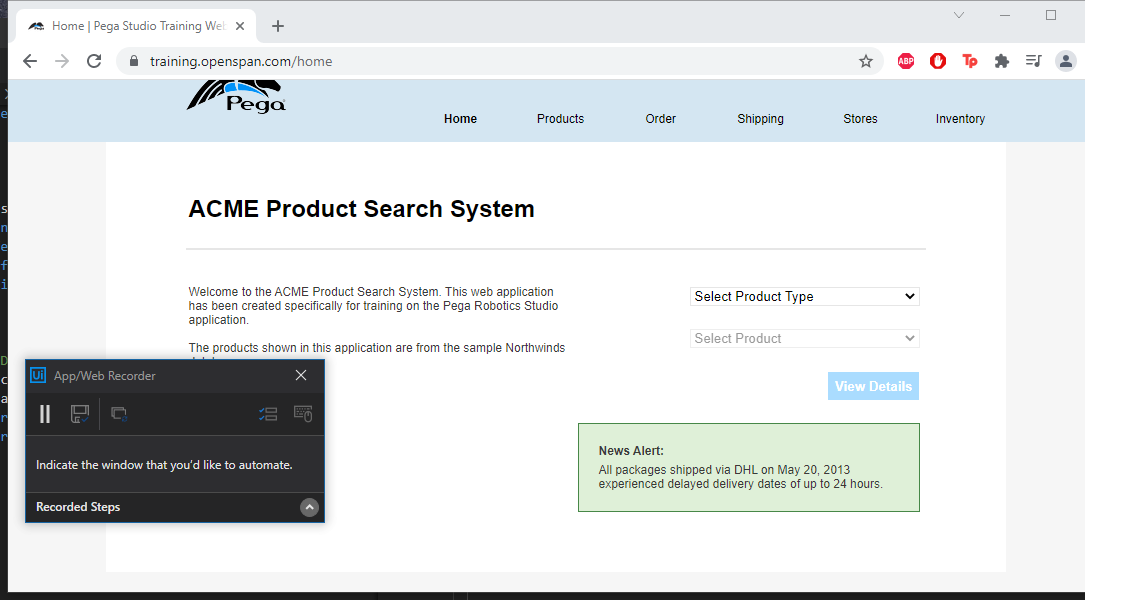 Home | Pega Studio Training Web
training.openspan.com/home
ABP
Tp
Pega
Home Products Order Shipping Stores Inventory
ACME Product Search System
Welcome to the ACME Product Search System. This web application
has been created specifically for training on the Pega Robotics Studio
application.
The products shown in this application are from the sample Northwinds
Select Product Type
Select Product
View Details
News Alert:
All packages shipped via DHL on May 20, 2013
experienced delayed delivery dates of up to 24 hours.
Ui App/Web Recorder
Indicate the window that you'd like to automate.
Recorded Steps